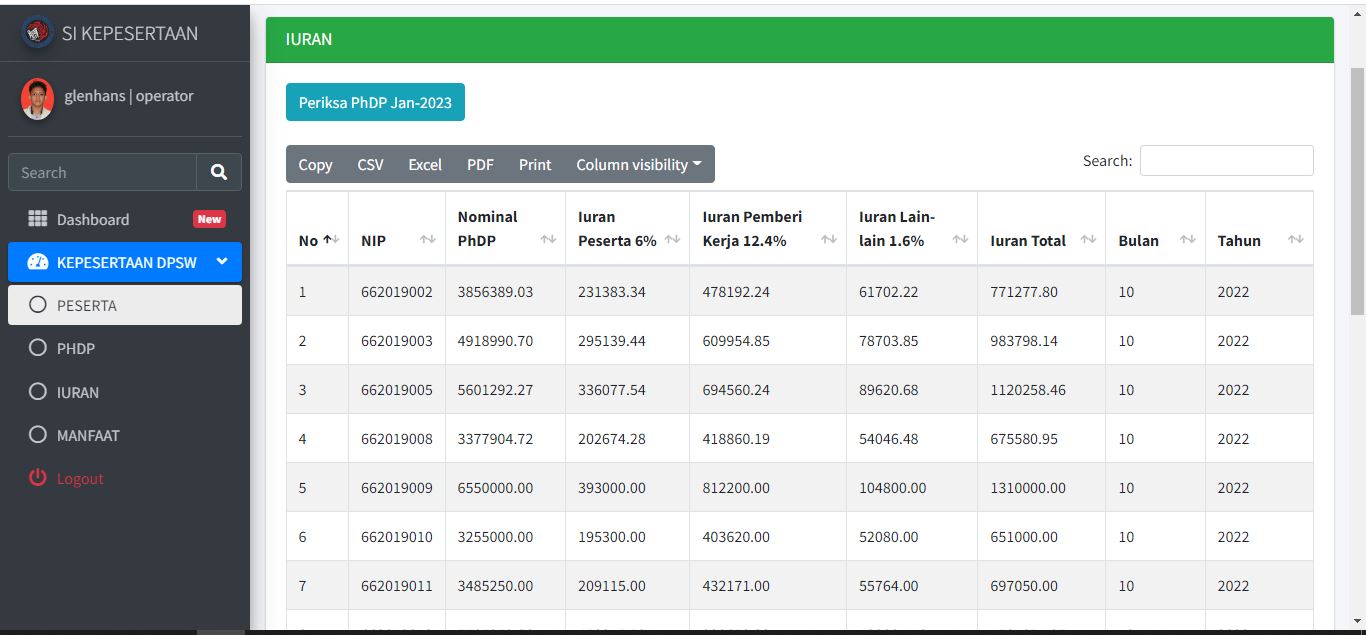 SI KEPESERTAAN
glenhans | operator
Search
Dashboard New
KEPESERTAAN DPSW
PESERTA
PHDP
IURAN
MANFAAT
Logout
IURAN
Periksa PhDP Jan-2023
Copy CSV Excel PDF Print Column visibility
Search:
No NIP Nominal PhDP Iuran Peserta 6% Iuran Pemberi Kerja 12.4% Iuran Lain-lain 1.6% Iuran Total Bulan Tahun
1 662019002 3856389.03 231383.34 478192.24 61702.22 771277.80 10 2022
2 662019003 4918990.70 295139.44 609954.85 78703.85 983798.14 10 2022
3 662019005 5601292.27 336077.54 694560.24 89620.68 1120258.46 10 2022
4 662019008 3377904.72 202674.28 418860.19 54046.48 675580.95 10 2022
5 662019009 6550000.00 393000.00 812200.00 104800.00 1310000.00 10 2022
6 662019010 3255000.00 195300.00 403620.00 52080.00 651000.00 10 2022
7 662019011 3485250.00 209115.00 432171.00 55764.00 697050.00 10 2022